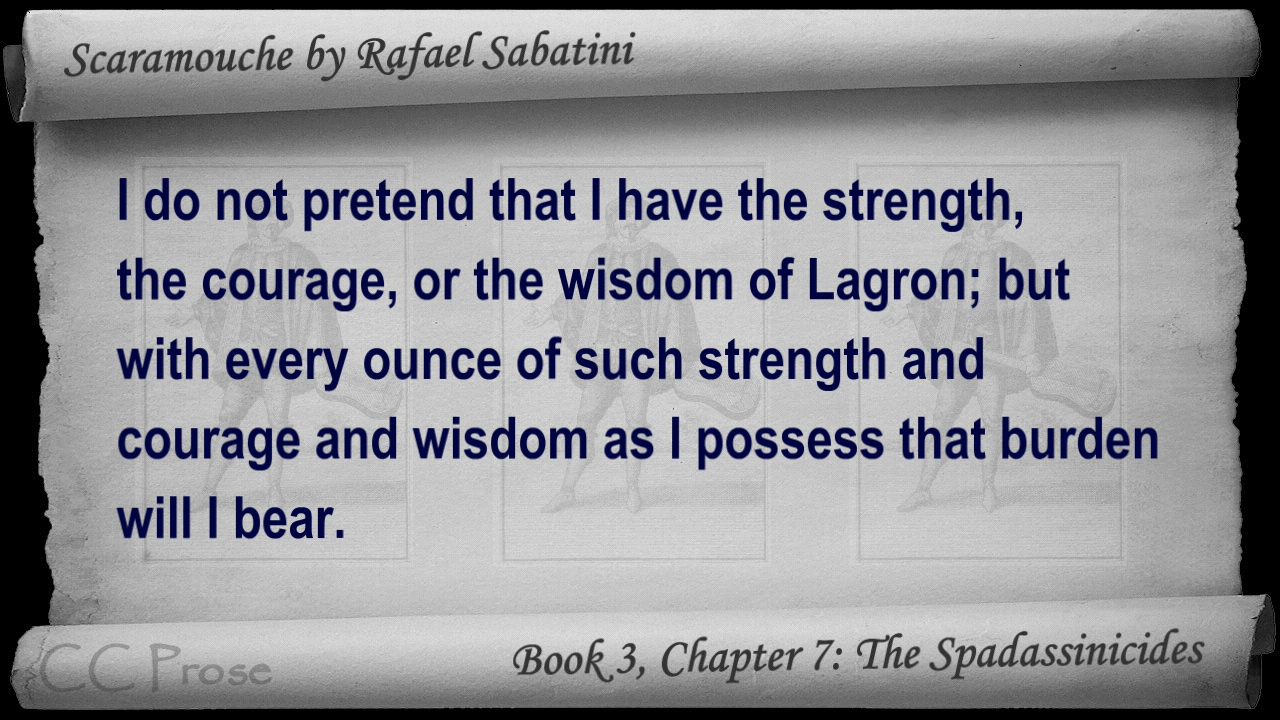 Scaramouche by Rafael Sabatini
I do not pretend that I have the strength,
the courage, or the wisdom of Lagron; but
with every ounce of such strength and
courage and wisdom as I possess that burden
will I bear.
CC Prose
Book 3, Chapter 7: The Spadassinicides